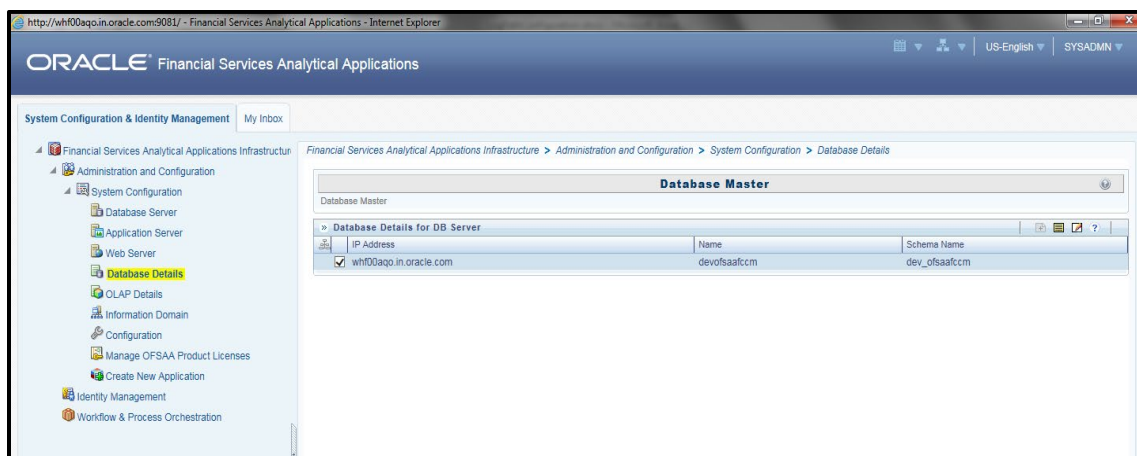 http://whf00aqo.in.oracle.com:9081/ - Financial Services Analytical Applications - Internet Explorer
ORACLE® Financial Services Analytical Applications
US-English
SYSADMN
System Configuration & Identity Management
My Inbox
Financial Services Analytical Applications Infrastructur
Administration and Configuration
System Configuration
Database Server
Application Server
Web Server
Database Details
OLAP Details
Information Domain
Configuration
Manage OFSAA Product Licenses
Create New Application
Identity Management
Workflow & Process Orchestration
Financial Services Analytical Applications Infrastructure > Administration and Configuration > System Configuration > Database Details
Database Master
Database Master
» Database Details for DB Server
IP Address Name Schema Name
whf00aqo.in.oracle.com devofsaafccm dev_ofsaafccm